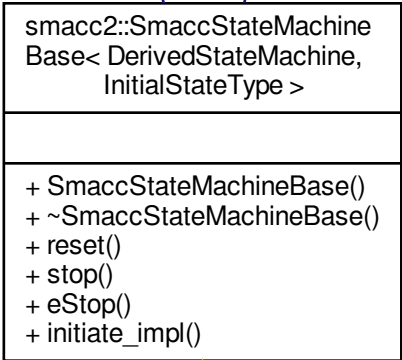 smacc2::SmaccStateMachine
Base< DerivedStateMachine,
InitialStateType >
+ SmaccStateMachineBase()
+ ~SmaccStateMachineBase()
+ reset()
+ stop()
+ eStop()
+ initiate_impl()